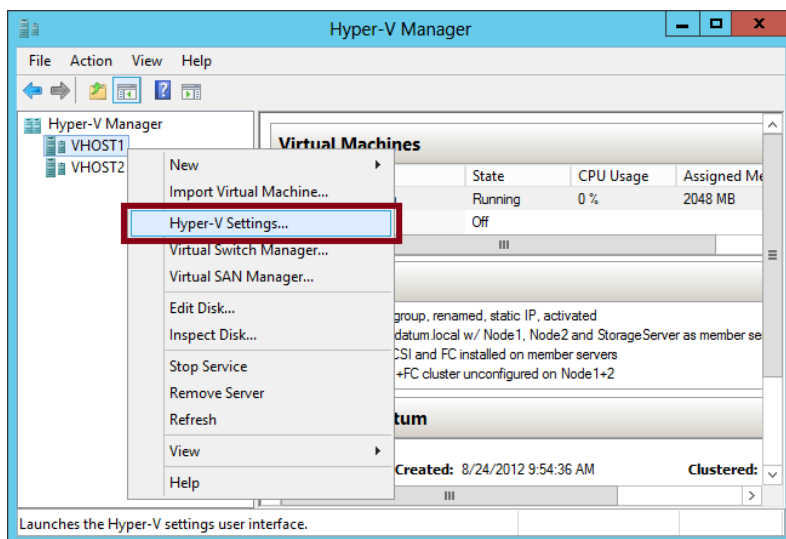 Hyper-V Manager
File Action View Help
Hyper-V Manager
VHOST1
VHOST2
New
Import Virtual Machine...
Hyper-V Settings...
Virtual Switch Manager...
Virtual SAN Manager...
Edit Disk...
Inspect Disk...
Stop Service
Remove Server
Refresh
View
Help
Virtual Machines
State CPU Usage Assigned Me
Running 0 % 2048 MB
Off
group, renamed, static IP, activated
datum.local w/ Node1, Node2 and StorageServer as member se
CSI and FC installed on member servers
+FC cluster unconfigured on Node1+2
tum
Created: 8/24/2012 9:54:36 AM Clustered:
Launches the Hyper-V settings user interface.